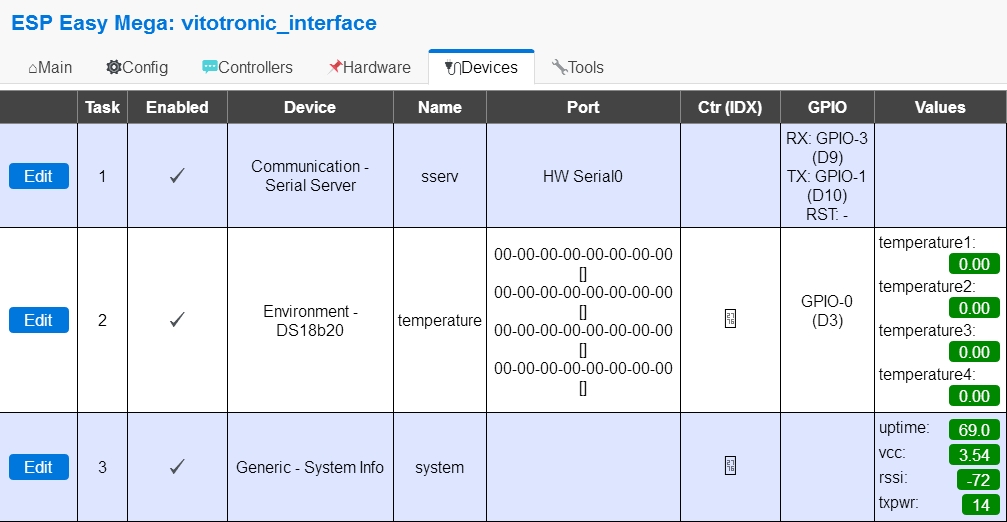 ESP Easy Mega: vitotronic_interface
Main Config Controllers Hardware Devices Tools
Task Enabled Device Name Port Ctr (IDX) GPIO Values
Edit 1 ✓ Communication - Serial Server sserv HW Serial0
RX: GPIO-3
(D9)
TX: GPIO-1
(D10)
RST: -
Edit 2 ✓ Environment - DS18b20 temperature
00-00-00-00-00-00-00-00
[]
00-00-00-00-00-00-00-00
[]
00-00-00-00-00-00-00-00
[]
00-00-00-00-00-00-00-00
[]
GPIO-0
(D3)
temperature1:
0.00
temperature2:
0.00
temperature3:
0.00
temperature4:
0.00
Edit 3 ✓ Generic - System Info system
uptime: 69.0
vcc: 3.54
rssi: -72
txpwr: 14